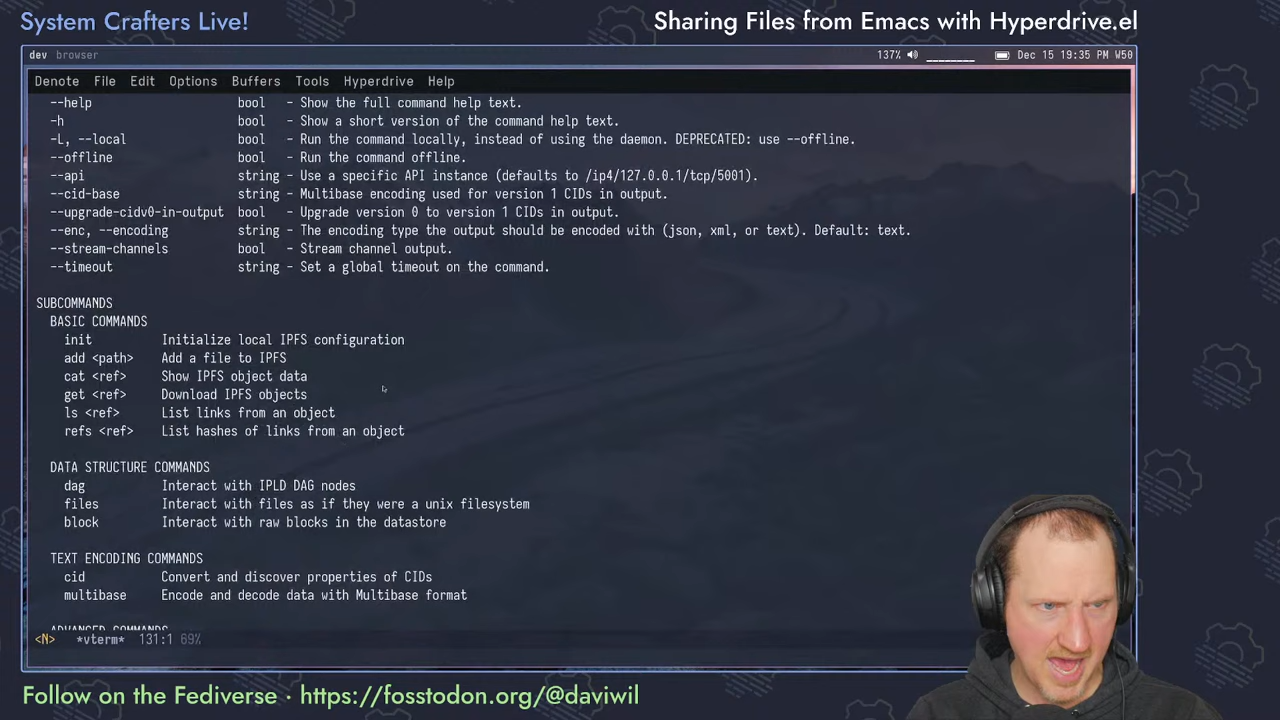 System Crafters Live!
Sharing Files from Emacs with Hyperdrive.el
dev browser
137% Dec 15 19:35 PM W50
Denote File Edit Options Buffers Tools Hyperdrive Help
--help bool - Show the full command help text.
-h bool - Show a short version of the command help text.
-L, --local bool - Run the command locally, instead of using the daemon. DEPRECATED: use --offline.
--offline bool - Run the command offline.
--api string - Use a specific API instance (defaults to /ip4/127.0.0.1/tcp/5001).
--cid-base string - Multibase encoding used for version 1 CIDs in output.
--upgrade-cidv0-in-output bool - Upgrade version 0 to version 1 CIDs in output.
--enc, --encoding string - The encoding type the output should be encoded with (json, xml, or text). Default: text.
--stream-channels bool - Stream channel output.
--timeout string - Set a global timeout on the command.
SUBCOMMANDS
BASIC COMMANDS
init Initialize local IPFS configuration
add <path> Add a file to IPFS
cat <ref> Show IPFS object data
get <ref> Download IPFS objects
ls <ref> List links from an object
refs <ref> List hashes of links from an object
DATA STRUCTURE COMMANDS
dag Interact with IPLD DAG nodes
files Interact with files as if they were a unix filesystem
block Interact with raw blocks in the datastore
TEXT ENCODING COMMANDS
cid Convert and discover properties of CIDs
multibase Encode and decode data with Multibase format
ADVANCED COMMANDS
<N> *vterm* 131:1 69%
Follow on the Fediverse · https://fosstodon.org/@daviwil